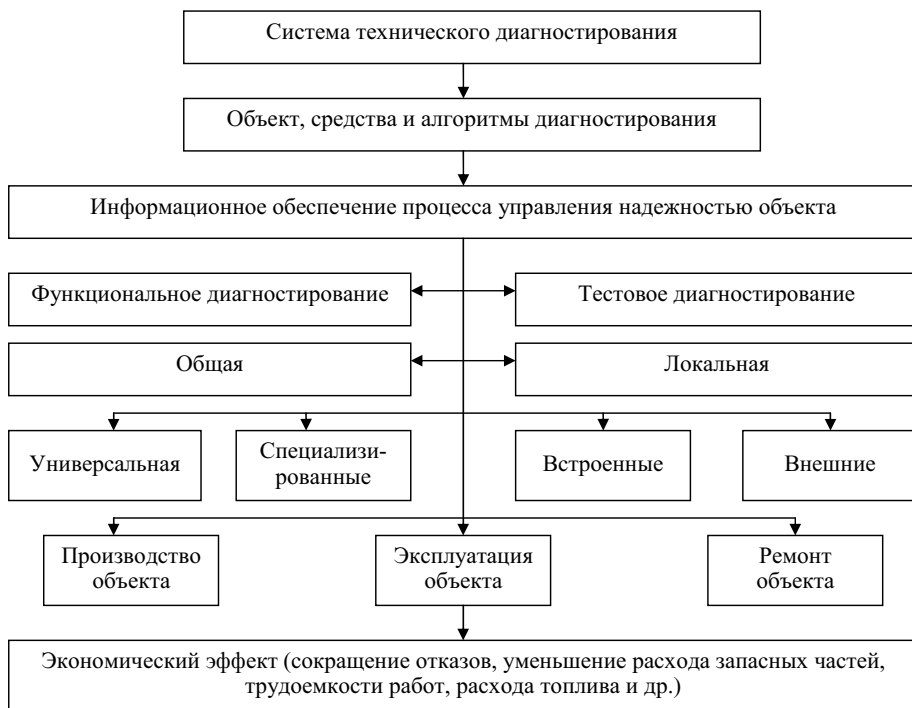 Система технического диагностирования
Объект, средства и алгоритмы диагностирования
Информационное обеспечение процесса управления надежностью объекта
Функциональное диагностирование
Тестовое диагностирование
Общая
Локальная
Универсальная
Специализи-
рованные
Встроенные
Внешние
Производство
объекта
Эксплуатация
объекта
Ремонт
объекта
Экономический эффект (сокращение отказов, уменьшение расхода запасных частей,
трудоемкости работ, расхода топлива и др.)